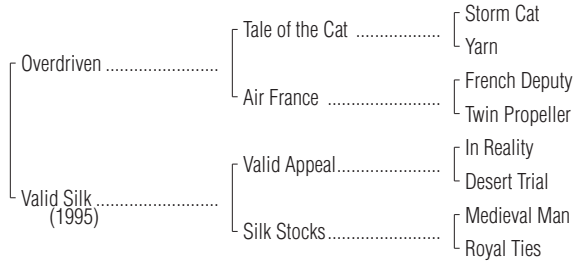 Storm Cat
Tale of the Cat ..................
Yarn
Overdriven ........................
French Deputy
Air France ........................
Twin Propeller
In Reality
Valid Appeal......................
Desert Trial
Valid Silk..........................
(1995)
Medieval Man
Silk Stocks........................
Royal Ties